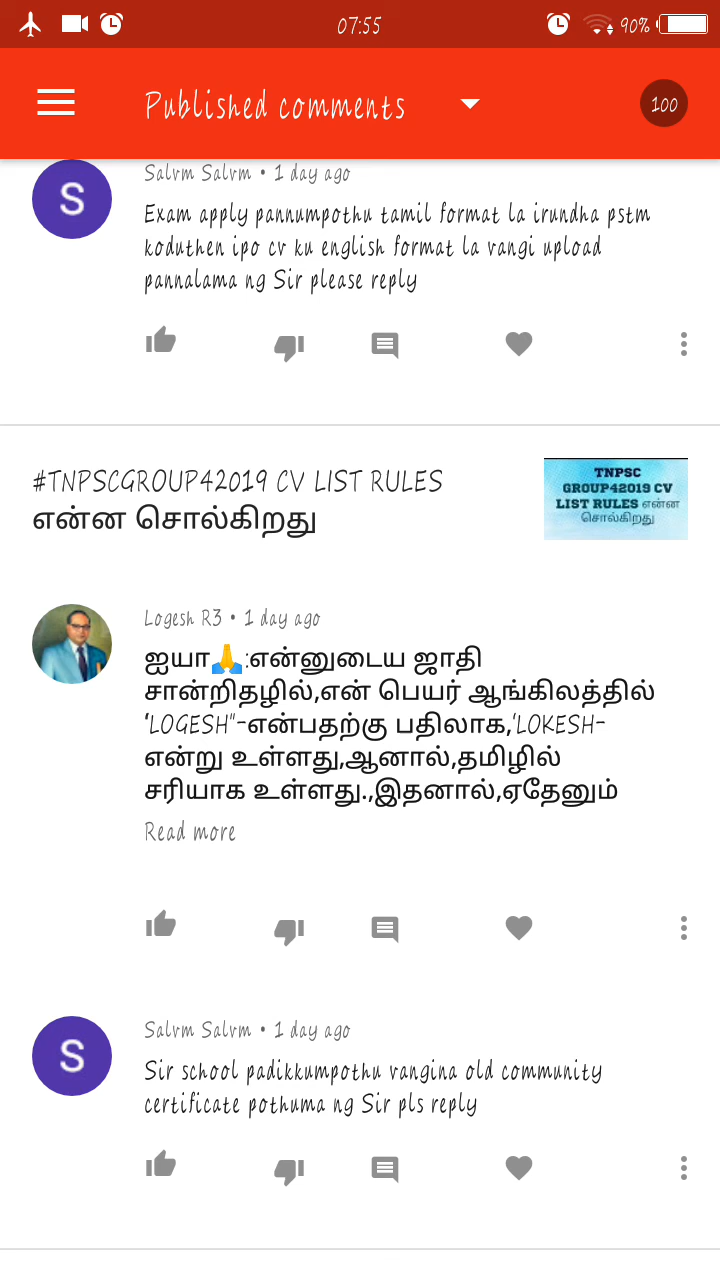 07:55
90%
Published comments
100
S
Salvm Salvm • 1 day ago
Exam apply pannumpothu tamil format la irundha pstm
koduthen ipo cv ku english format la vangi upload
pannalama ng Sir please reply
#TNPSCGROUP42019 CV LIST RULES
என்ன சொல்கிறது
TNPSC
GROUP42019 CV
LIST RULES என்ன
சொல்கிறது
Logesh R3 • 1 day ago
ஐயா🙏:என்னுடைய ஜாதி
சான்றிதழில்,என் பெயர் ஆங்கிலத்தில்
'LOGESH"-என்பதற்கு பதிலாக,'LOKESH-
என்று உள்ளது,ஆனால்,தமிழில்
சரியாக உள்ளது.,இதனால்,ஏதேனும்
Read more
S
Salvm Salvm • 1 day ago
Sir school padikkumpothu vangina old community
certificate pothuma ng Sir pls reply